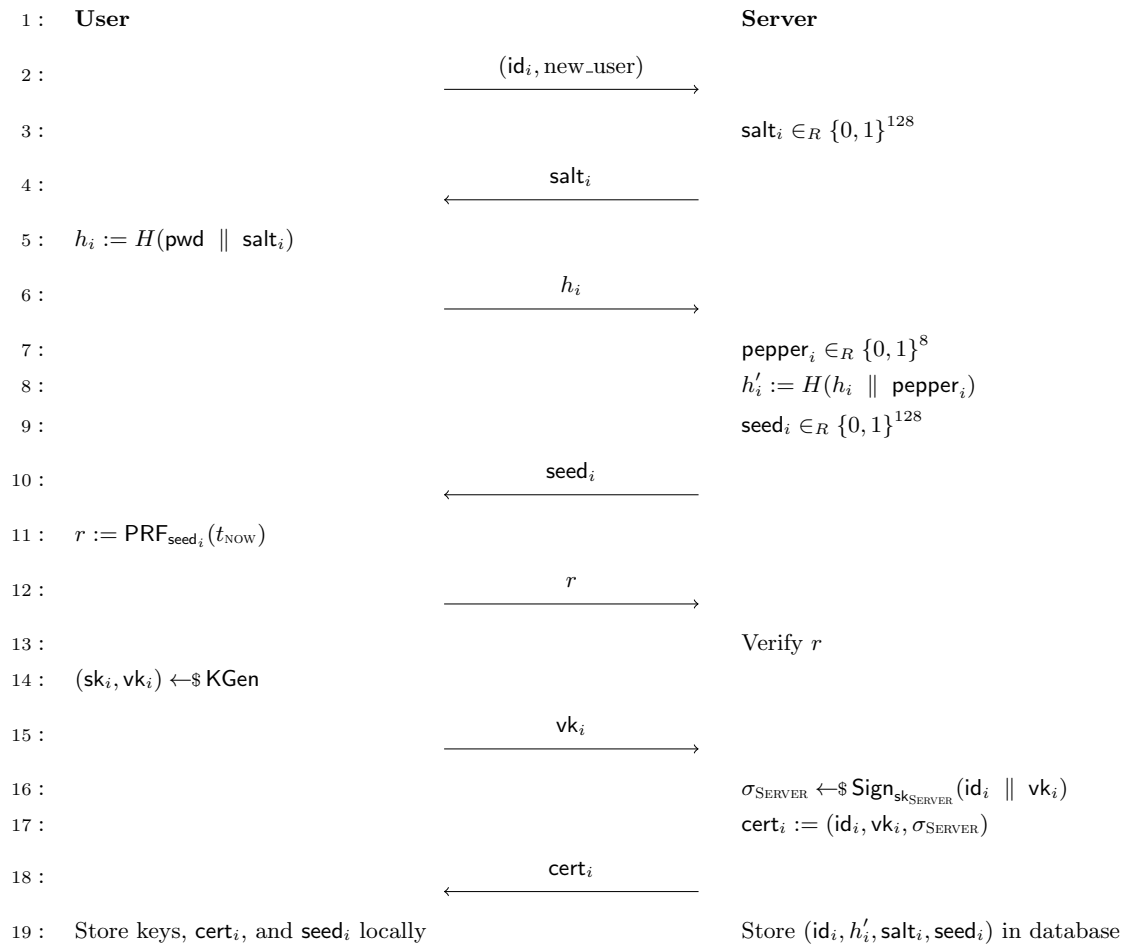 1 : User Server
2 : (id_i, new_user)
3 : salt_i ∈_R {0, 1}^128
4 : salt_i
5 : h_i := H(pwd ∥ salt_i)
6 : h_i
7 : pepper_i ∈_R {0, 1}^8
8 : h′_i := H(h_i ∥ pepper_i)
9 : seed_i ∈_R {0, 1}^128
10 : seed_i
11 : r := PRF_seed_i(t_NOW)
12 : r
13 : Verify r
14 : (sk_i, vk_i) ←$ KGen
15 : vk_i
16 : σ_SERVER ←$ Sign_sk_SERVER(id_i ∥ vk_i)
17 : cert_i := (id_i, vk_i, σ_SERVER)
18 : cert_i
19 : Store keys, cert_i, and seed_i locally Store (id_i, h′_i, salt_i, seed_i) in database